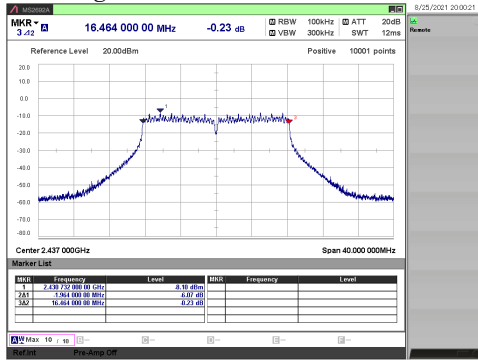 MS2692A
8/25/2021 20:00:21
MKR A 16.464 000 00 MHz -0.23 dB M RBW 100kHz M ATT 20dB
3 Δ2 M VBW 300kHz SWT 12ms
Remote
Reference Level 20.00dBm Positive 10001 points
20.0
10.0
0.0
-10.0
-20.0
-30.0
-40.0
-50.0
-60.0
-70.0
-80.0
1
3
Center 2.437 000GHz Span 40.000 000MHz
Marker List
MKR Frequency Level MKR Frequency Level
1 2.430 732 000 00 GHz -8.10 dBm
2Δ1 -1.964 000 00 MHz -6.07 dB
3Δ2 16.464 000 00 MHz -0.23 dB
A W Max 10 / 10
Ref.Int Pre-Amp Off